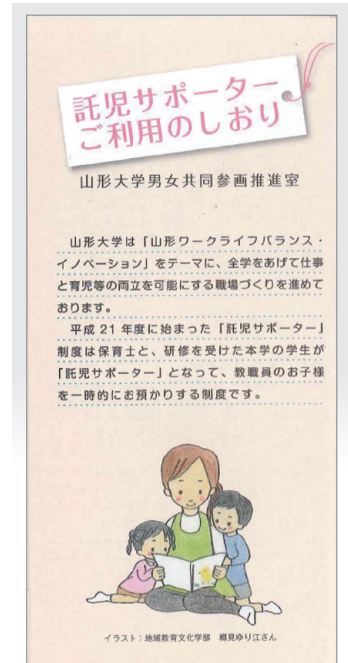 託児サポーター
ご利用のしおり
山形大学男女共同参画推進室
山形大学は「山形ワークライフバランス・
イノベーション」をテーマに、全学をあげて仕事
と育児等の両立を可能にする職場づくりを進めて
おります。
平成 21 年度に始まった「託児サポーター」
制度は保育士と、研修を受けた本学の学生が
「託児サポーター」となって、教職員のお子様
を一時的にお預かりする制度です。
イラスト：地域教育文化学部　樽見ゆり江さん